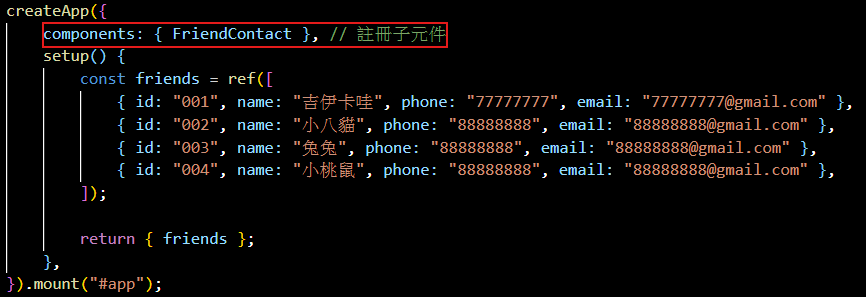 createApp({
components: { FriendContact }, // 註冊子元件
setup() {
const friends = ref([
{ id: "001", name: "吉伊卡哇", phone: "77777777", email: "77777777@gmail.com" },
{ id: "002", name: "小八貓", phone: "88888888", email: "88888888@gmail.com" },
{ id: "003", name: "兔兔", phone: "88888888", email: "88888888@gmail.com" },
{ id: "004", name: "小桃鼠", phone: "88888888", email: "88888888@gmail.com" },
]);
return { friends };
},
}).mount("#app");